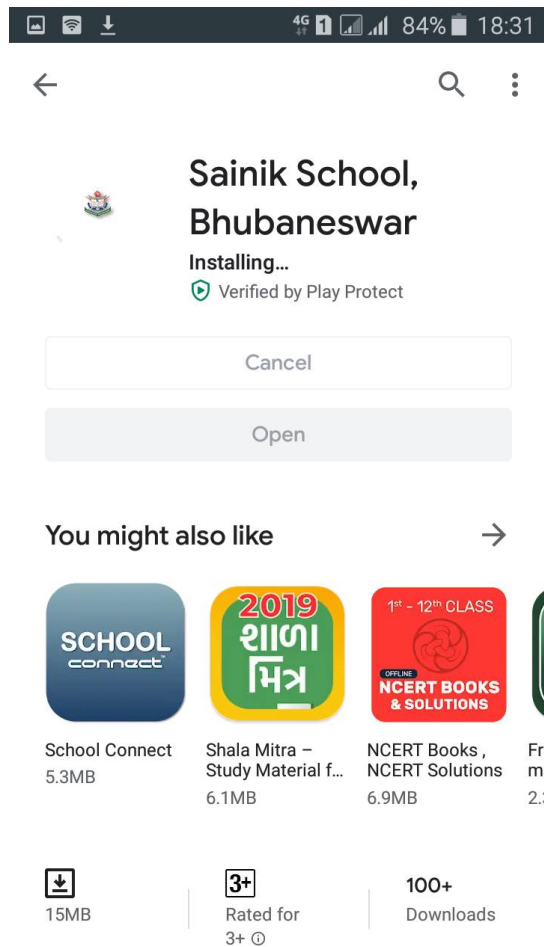 4G 1 84% 18:31
Sainik School,
Bhubaneswar
Installing...
Verified by Play Protect
Cancel
Open
You might also like
SCHOOL
connect
2019
શાળા
મિત્ર
1st - 12th CLASS
OFFLINE
NCERT BOOKS
& SOLUTIONS
School Connect
5.3MB
Shala Mitra –
Study Material f...
6.1MB
NCERT Books ,
NCERT Solutions
6.9MB
Fr
m
2.
15MB
3+
Rated for
3+
100+
Downloads